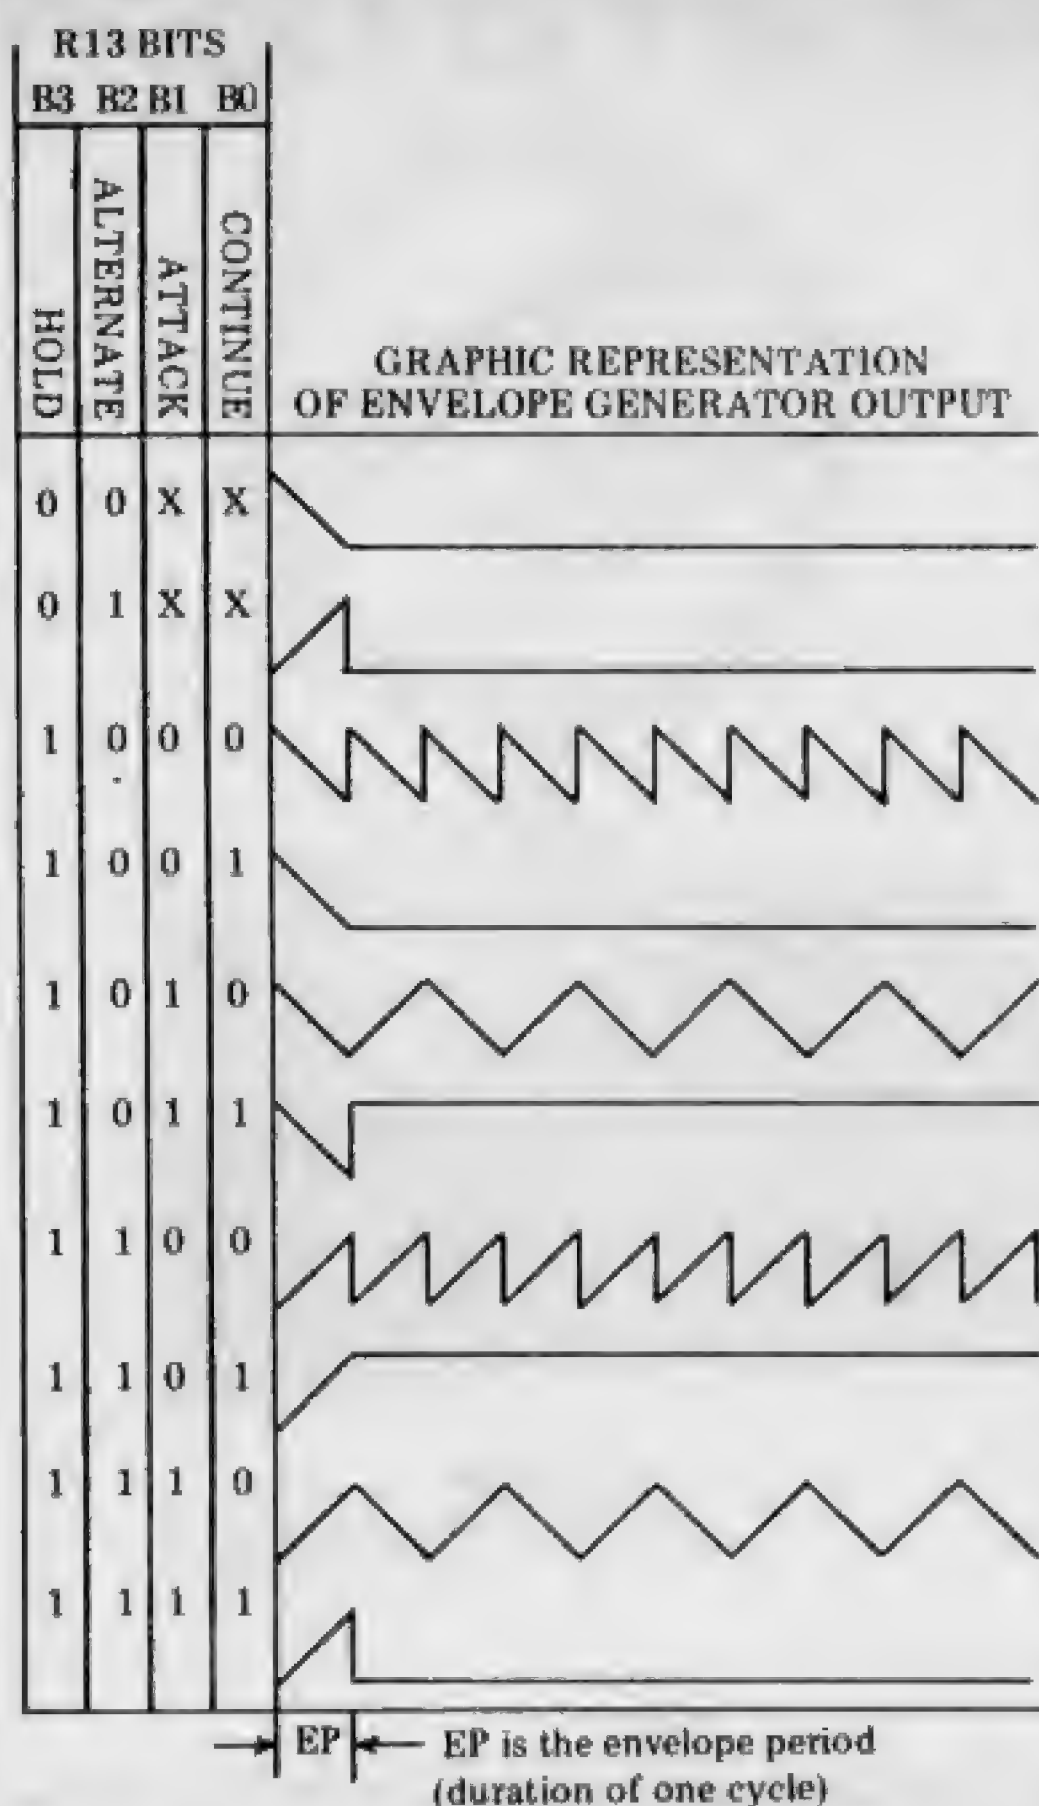 R13 BITS
B3 B2 B1 B0
HOLD
ALTERNATE
ATTACK
CONTINUE
GRAPHIC REPRESENTATION
OF ENVELOPE GENERATOR OUTPUT
0 0 X X
0 1 X X
1 0 0 0
1 0 0 1
1 0 1 0
1 0 1 1
1 1 0 0
1 1 0 1
1 1 1 0
1 1 1 1
EP EP is the envelope period
(duration of one cycle)